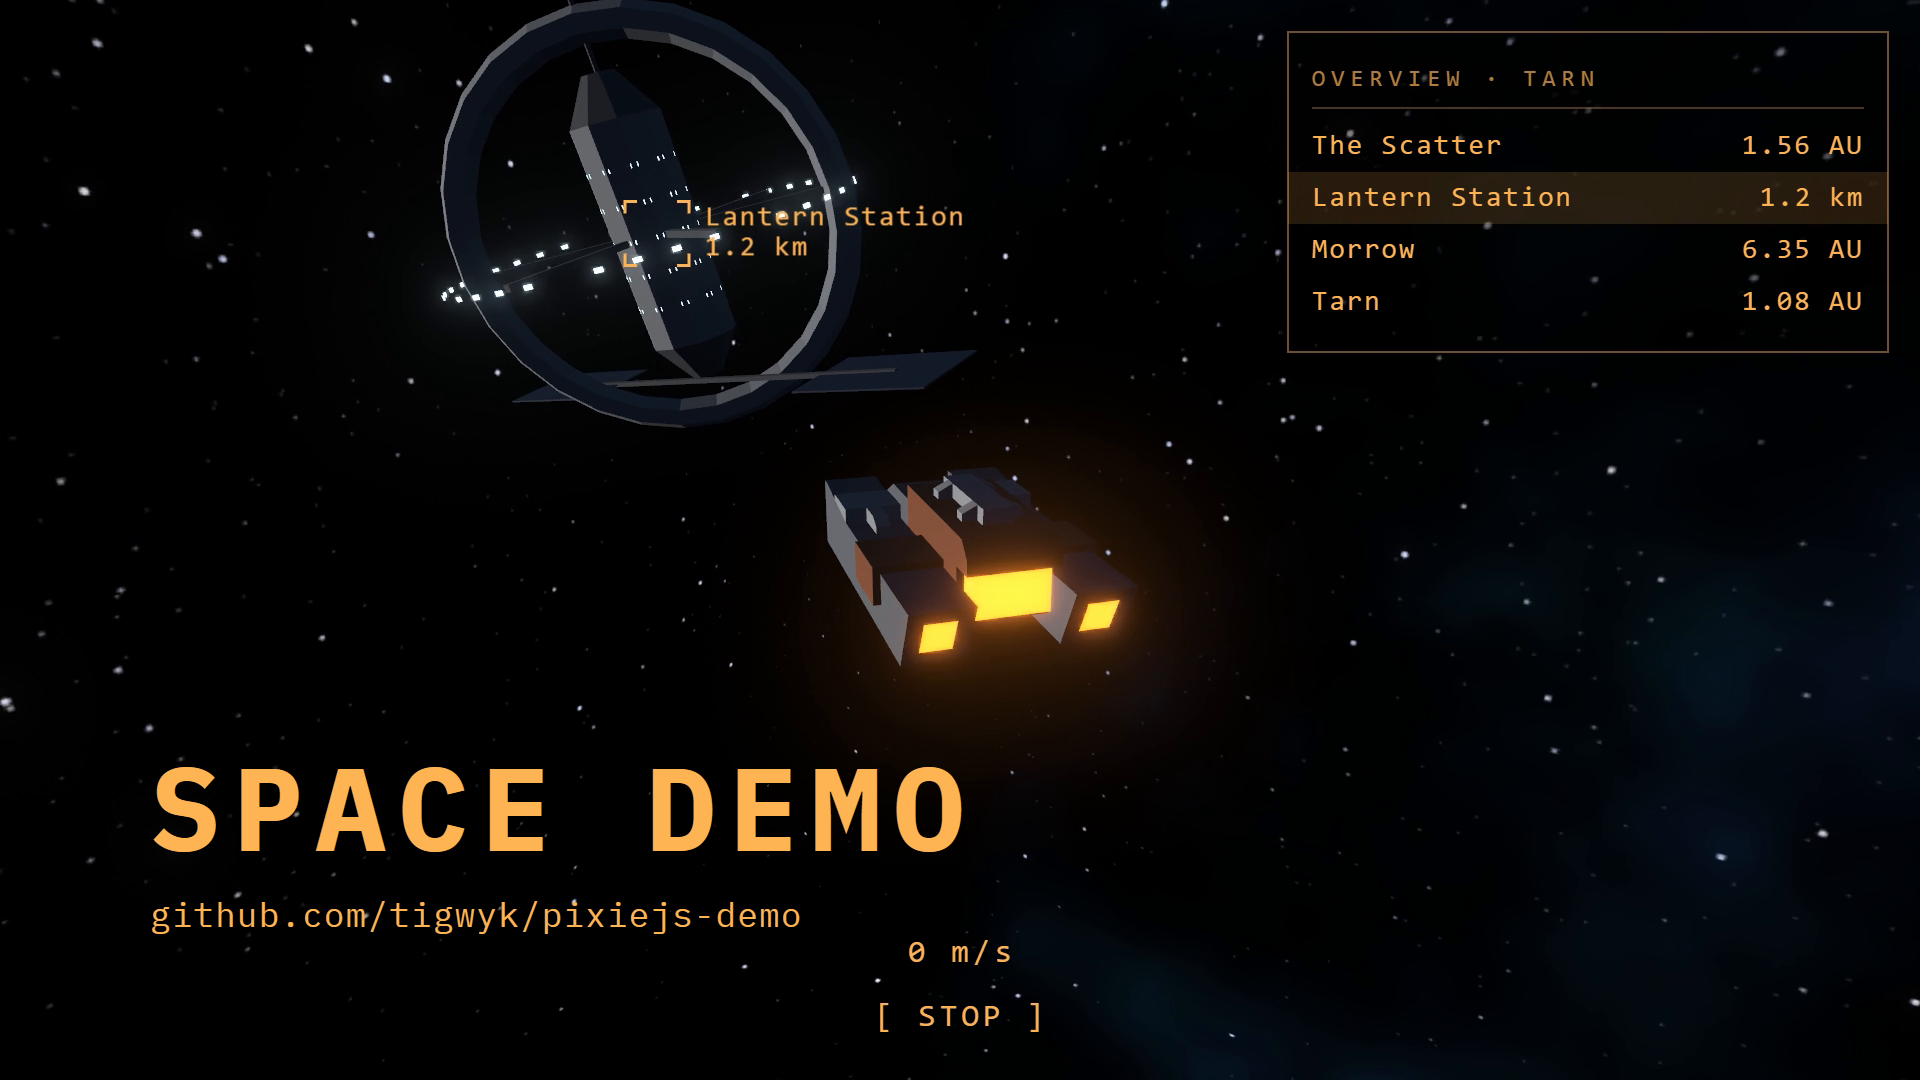 OVERVIEW · TARN
The Scatter 1.56 AU
Lantern Station 1.2 km
Morrow 6.35 AU
Tarn 1.08 AU
Lantern Station
1.2 km
SPACE DEMO
github.com/tigwyk/pixiejs-demo
0 m/s
[ STOP ]